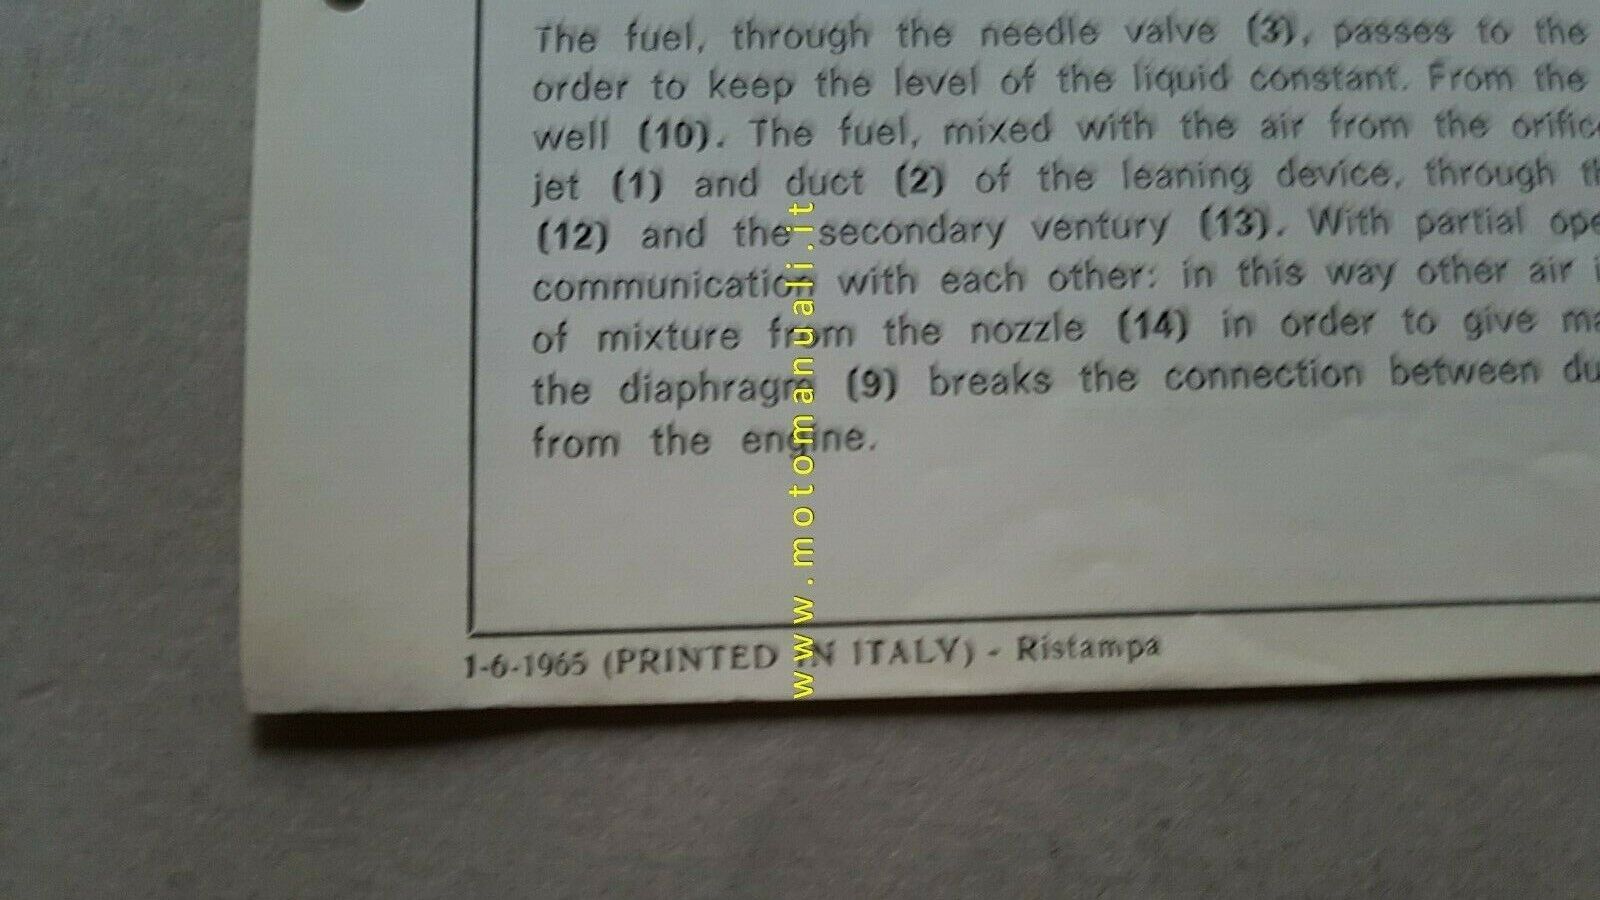 The fuel, through the needle valve (3), passes to the
order to keep the level of the liquid constant. From the
well (10). The fuel, mixed with the air from the orific
jet (1) and duct (2) of the leaning device, through th
(12) and the secondary ventury (13). With partial ope
communication with each other: in this way other air i
of mixture from the nozzle (14) in order to give ma
the diaphragm (9) breaks the connection between du
from the engine.
1-6-1965 (PRINTED IN ITALY) - Ristampa
www.motomanuali.it